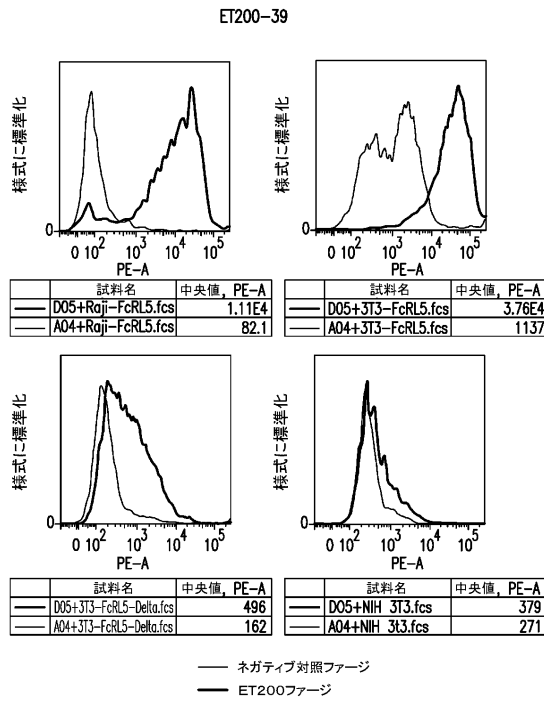 ET200-39
様式に標準化
0
0 10² 10³ 10⁴ 10⁵
PE-A
試料名 中央値, PE-A
D05+Raji-FcRL5.fcs 1.11E4
A04+Raji-FcRL5.fcs 82.1
様式に標準化
0
0 10² 10³ 10⁴ 10⁵
PE-A
試料名 中央値, PE-A
D05+3T3-FcRL5.fcs 3.76E4
A04+3T3-FcRL5.fcs 1137
様式に標準化
0
0 10² 10³ 10⁴ 10⁵
PE-A
試料名 中央値, PE-A
D05+3T3-FcRL5-Delta.fcs 496
A04+3T3-FcRL5-Delta.fcs 162
様式に標準化
0
0 10² 10³ 10⁴ 10⁵
PE-A
試料名 中央値, PE-A
D05+NIH 3T3.fcs 379
A04+NIH 3t3.fcs 271
ネガティブ対照ファージ
ET200ファージ